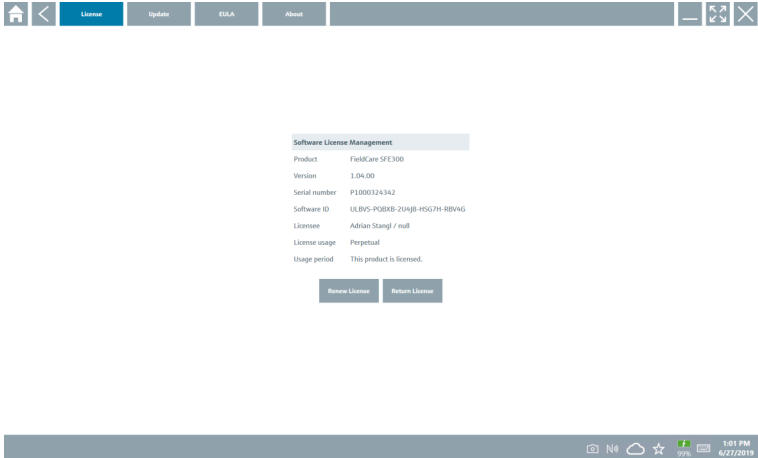 License Update EULA About
Software License Management
Product FieldCare SFE300
Version 1.04.00
Serial number P1000324342
Software ID ULBVS-PQBXB-2U4JB-HSG7H-RBV4G
Licensee Adrian Stangl / null
License usage Perpetual
Usage period This product is licensed.
Renew License Return License
99% 1:01 PM
6/27/2019